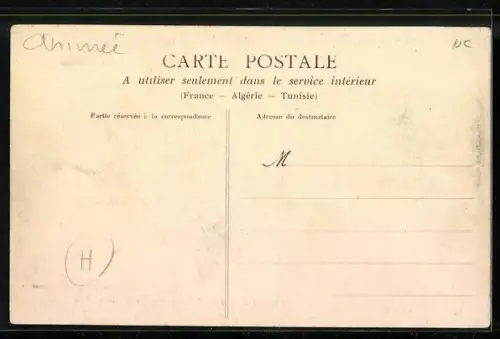 Animée
NC
CARTE POSTALE
A utiliser seulement dans le service intérieur
(France — Algérie — Tunisie)
Partie réservée à la correspondance
Adresse du destinataire
M
(H)